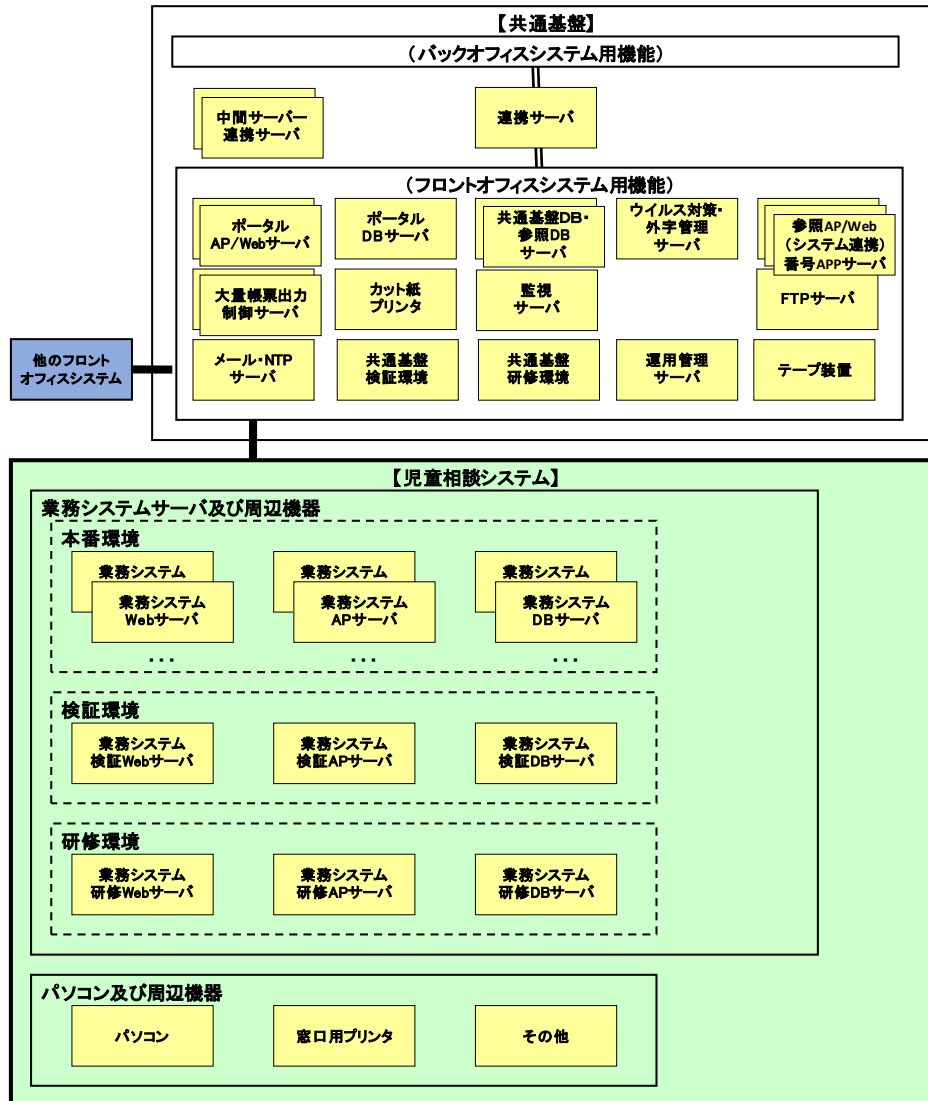 【共通基盤】
（バックオフィスシステム用機能）
中間サーバー
連携サーバ
連携サーバ
（フロントオフィスシステム用機能）
ポータル
AP/Webサーバ
ポータル
DBサーバ
共通基盤DB・
参照DB
サーバ
ウイルス対策・
外字管理
サーバ
参照AP/Web
（システム連携）
番号APPサーバ
大量帳票出力
制御サーバ
カット紙
プリンタ
監視
サーバ
FTPサーバ
他のフロント
オフィスシステム
メール・NTP
サーバ
共通基盤
検証環境
共通基盤
研修環境
運用管理
サーバ
テープ装置
【児童相談システム】
業務システムサーバ及び周辺機器
本番環境
業務システム
業務システム
Webサーバ
・・・
業務システム
業務システム
APサーバ
・・・
業務システム
業務システム
DBサーバ
・・・
検証環境
業務システム
検証Webサーバ
業務システム
検証APサーバ
業務システム
検証DBサーバ
研修環境
業務システム
研修Webサーバ
業務システム
研修APサーバ
業務システム
研修DBサーバ
パソコン及び周辺機器
パソコン
窓口用プリンタ
その他